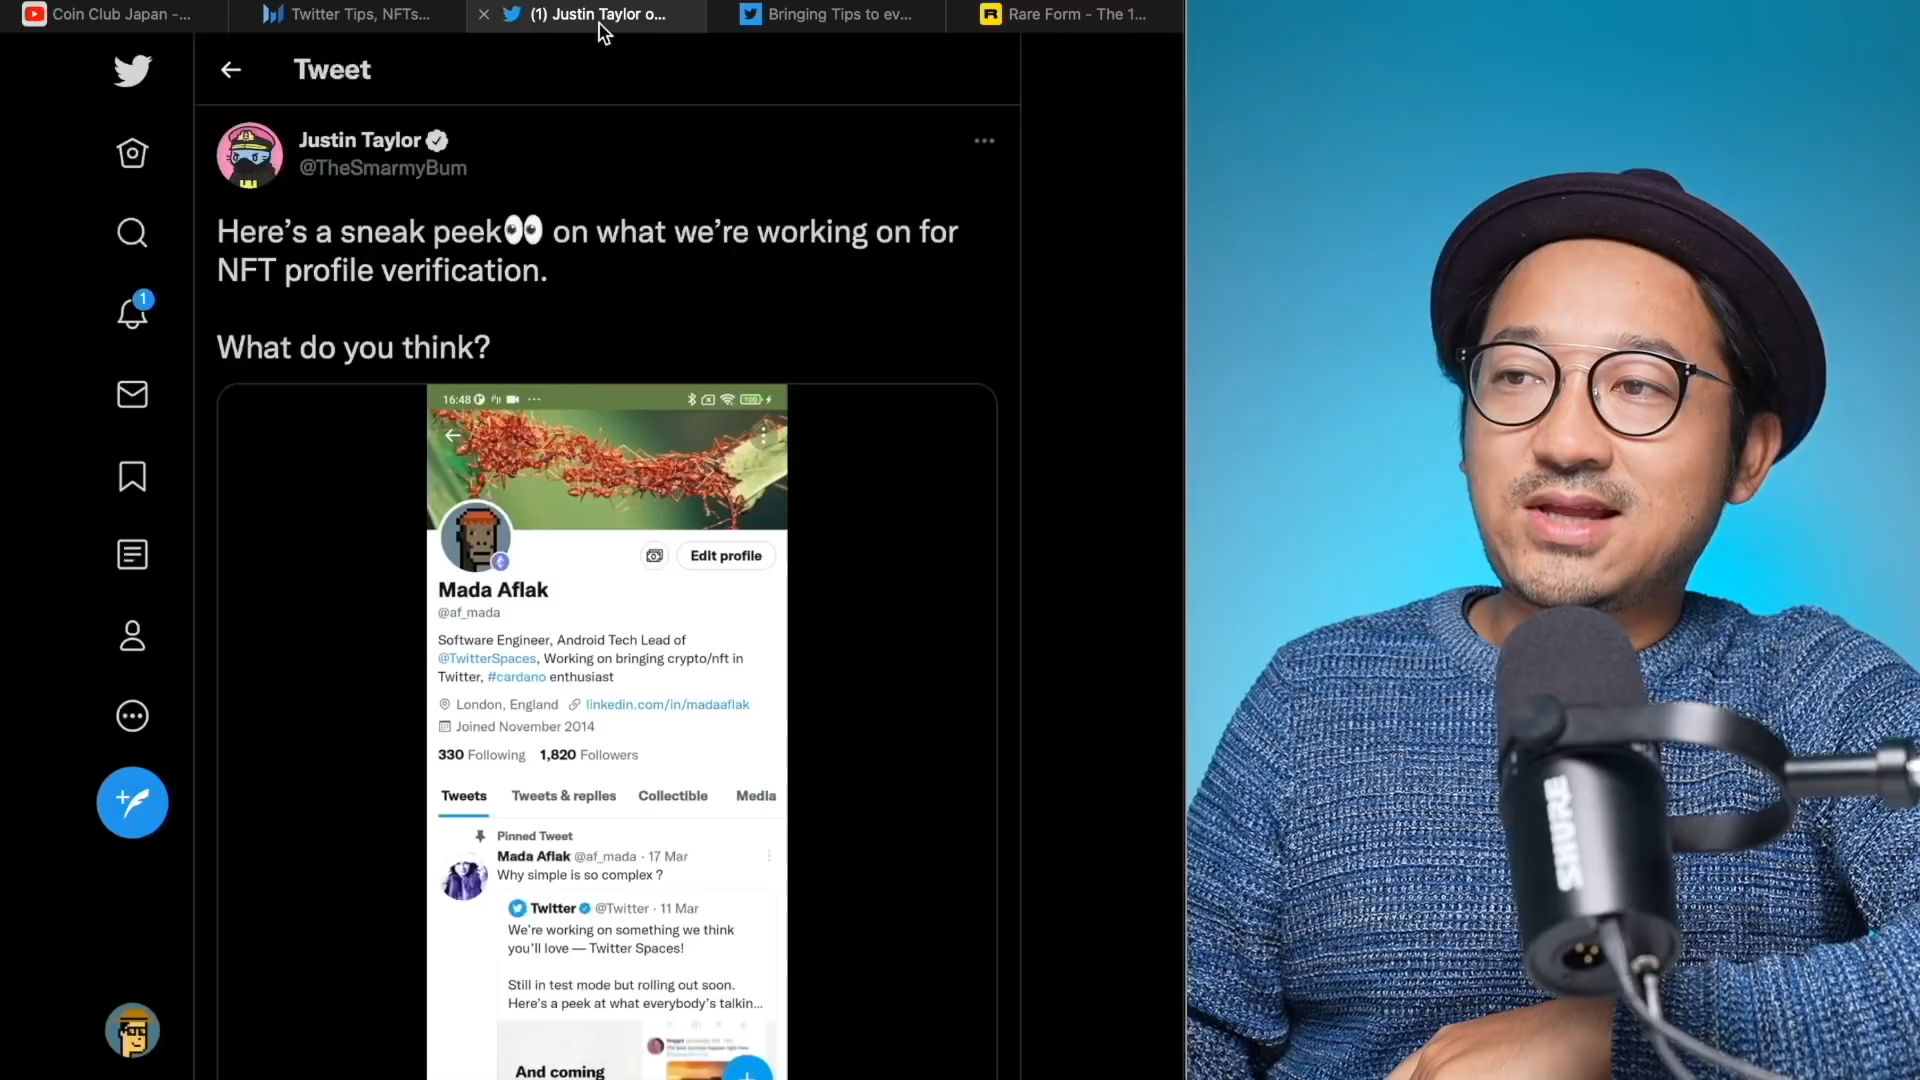 Coin Club Japan -...
Twitter Tips, NFTs...
(1) Justin Taylor o...
Bringing Tips to ev...
Rare Form - The 1...
Tweet
Justin Taylor
@TheSmarmyBum
Here's a sneak peek👀 on what we're working on for
NFT profile verification.
What do you think?
1
16:48
100
Edit profile
Mada Aflak
@af_mada
Software Engineer, Android Tech Lead of
@TwitterSpaces, Working on bringing crypto/nft in
Twitter, #cardano enthusiast
London, England linkedin.com/in/madaaflak
Joined November 2014
330 Following 1,820 Followers
Tweets Tweets & replies Collectible Media
Pinned Tweet
Mada Aflak @af_mada · 17 Mar
Why simple is so complex ?
Twitter @Twitter · 11 Mar
We're working on something we think
you'll love — Twitter Spaces!
Still in test mode but rolling out soon.
Here's a peek at what everybody's talkin...
And coming
SHURE